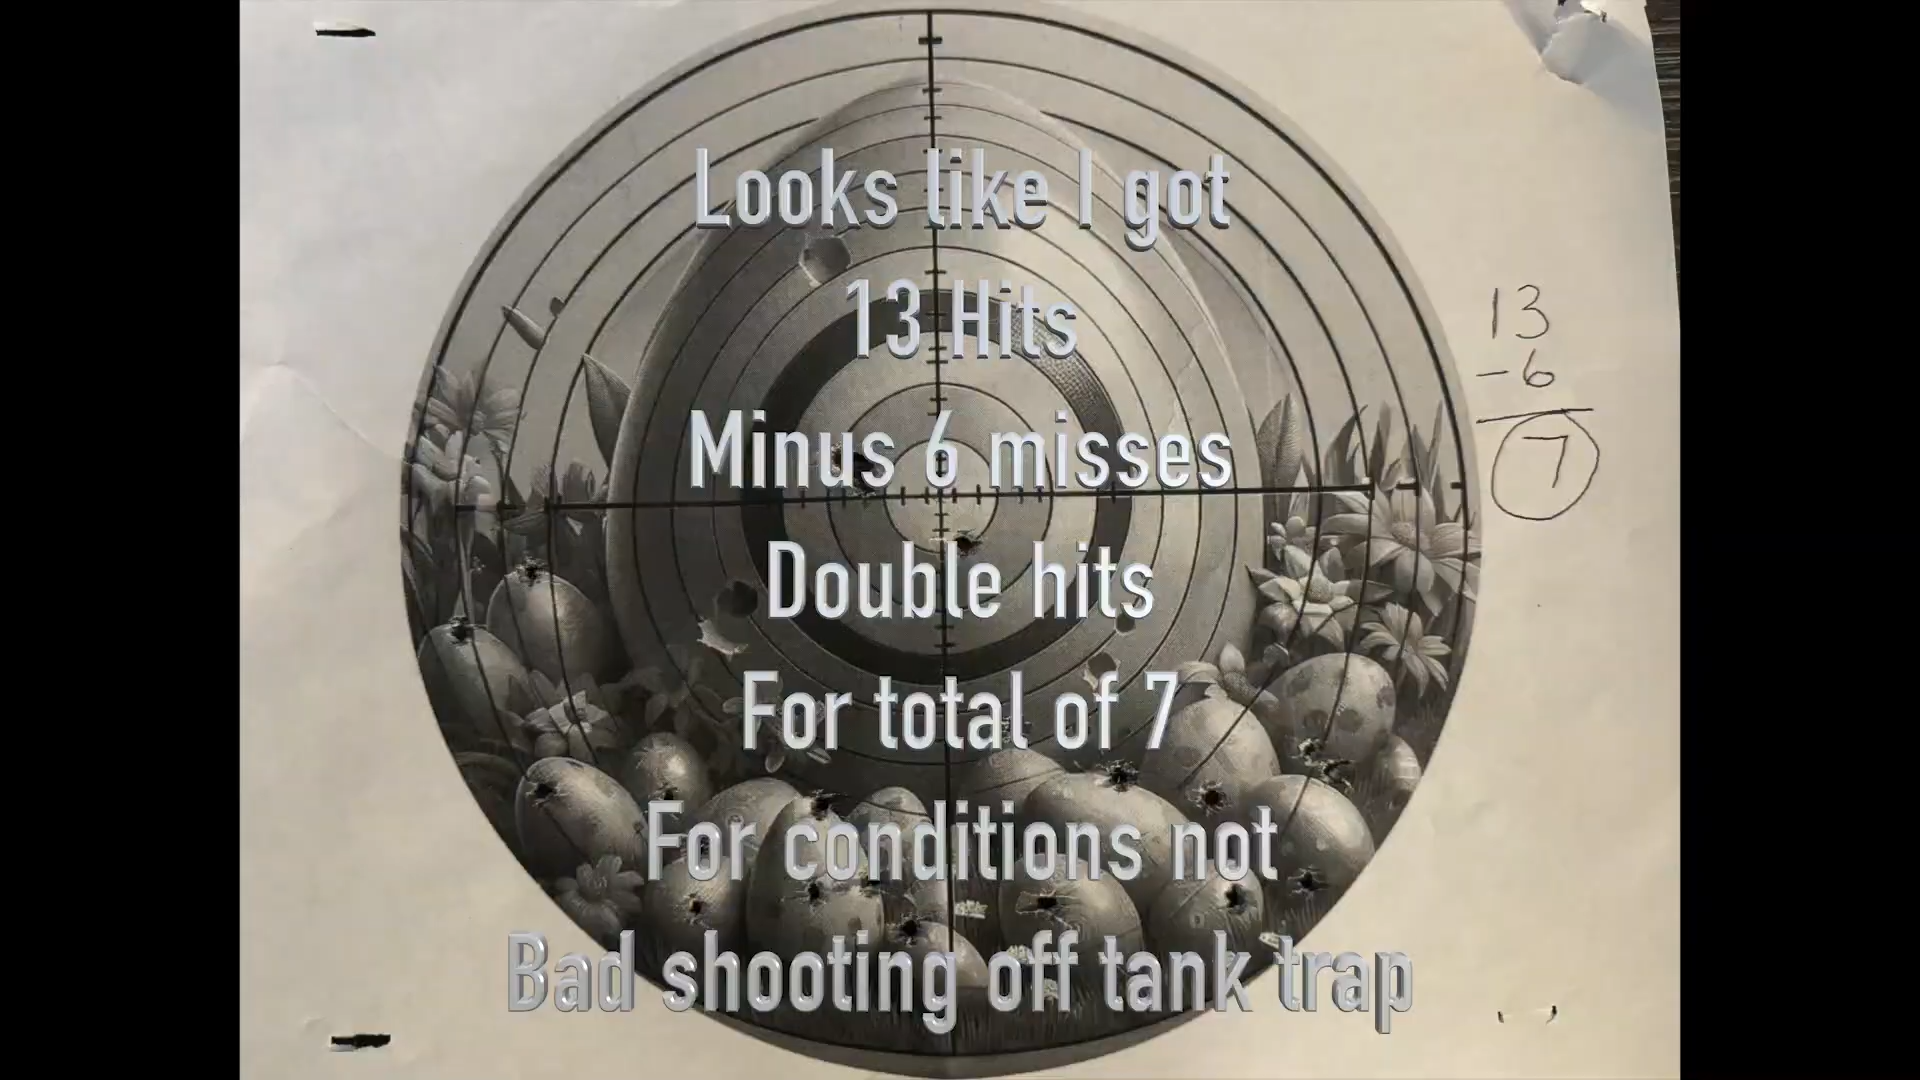 Looks like I got
13 Hits
Minus 6 misses
Double hits
For total of 7
For conditions not
Bad shooting off tank trap
13
-6
7